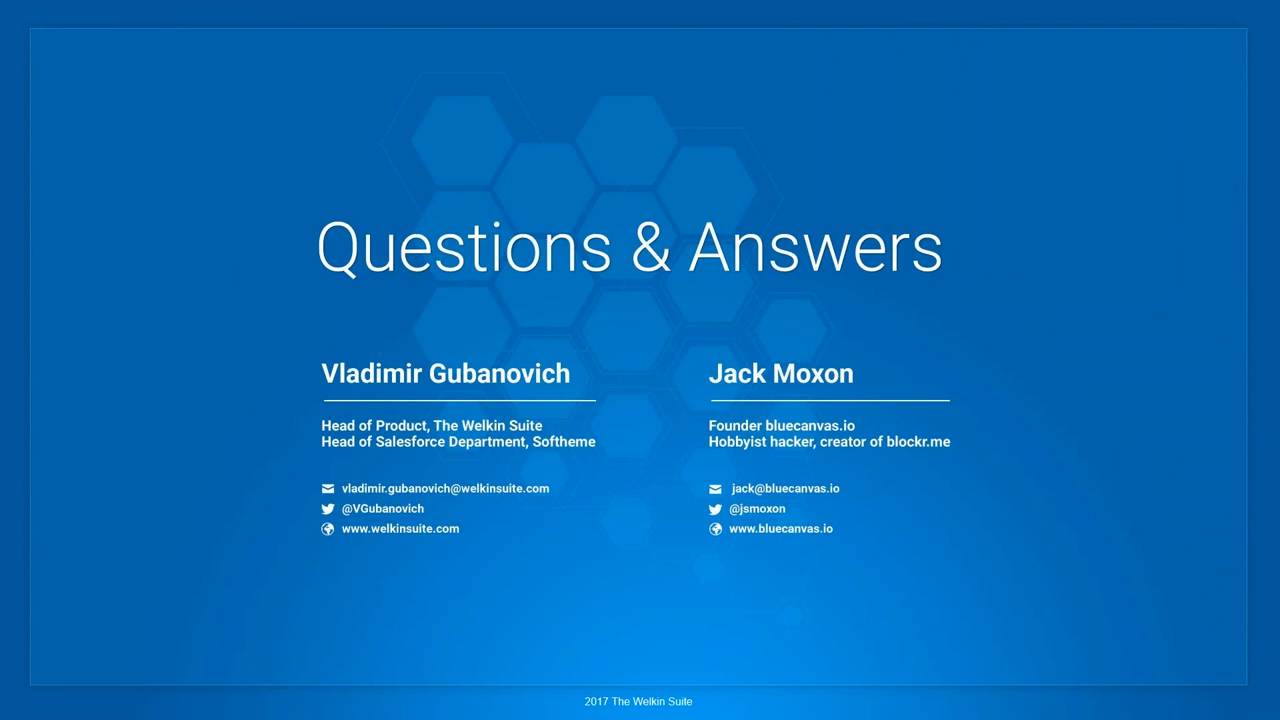 Questions & Answers
Vladimir Gubanovich
Head of Product, The Welkin Suite
Head of Salesforce Department, Softheme
vladimir.gubanovich@welkinsuite.com
@VGubanovich
www.welkinsuite.com
Jack Moxon
Founder bluecanvas.io
Hobbyist hacker, creator of blockr.me
jack@bluecanvas.io
@jsmoxon
www.bluecanvas.io
2017 The Welkin Suite